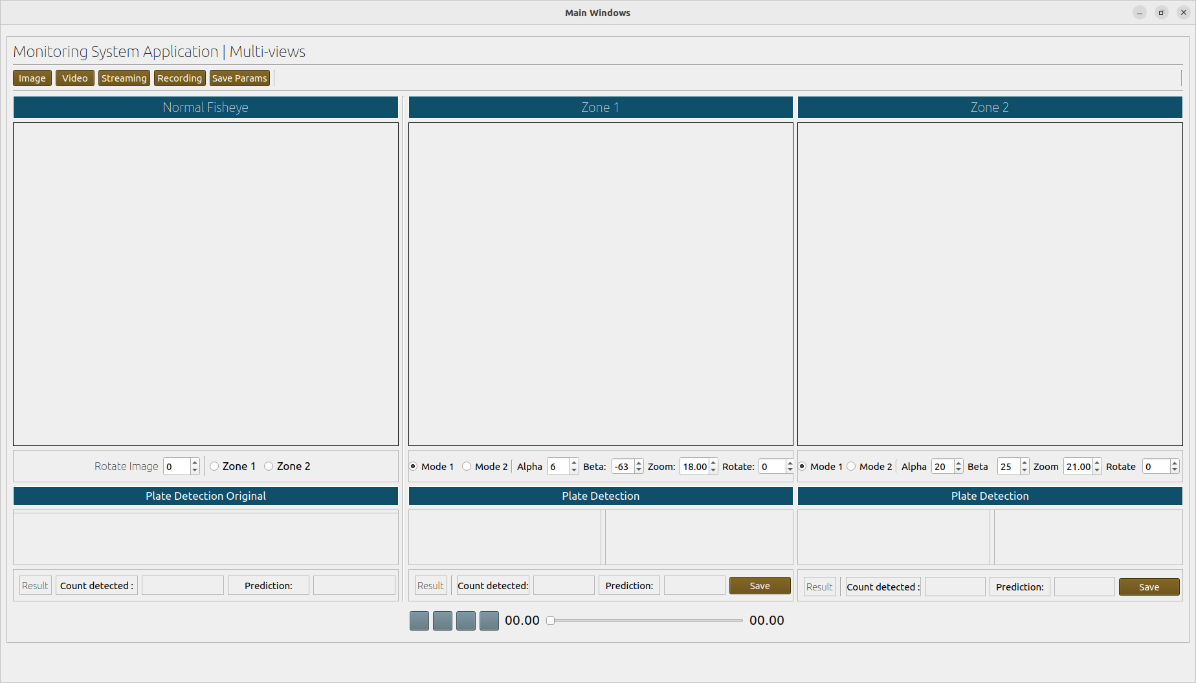 Main Windows
Monitoring System Application | Multi-views
Image Video Streaming Recording Save Params
Normal Fisheye Zone 1 Zone 2
Rotate Image 0 Zone 1 Zone 2 Mode 1 Mode 2 Alpha 6 Beta: -63 Zoom: 18.00 Rotate: 0 Mode 1 Mode 2 Alpha 20 Beta 25 Zoom 21.00 Rotate 0
Plate Detection Original Plate Detection Plate Detection
Result Count detected : Prediction: Result Count detected: Prediction: Save Result Count detected : Prediction: Save
00.00 00.00